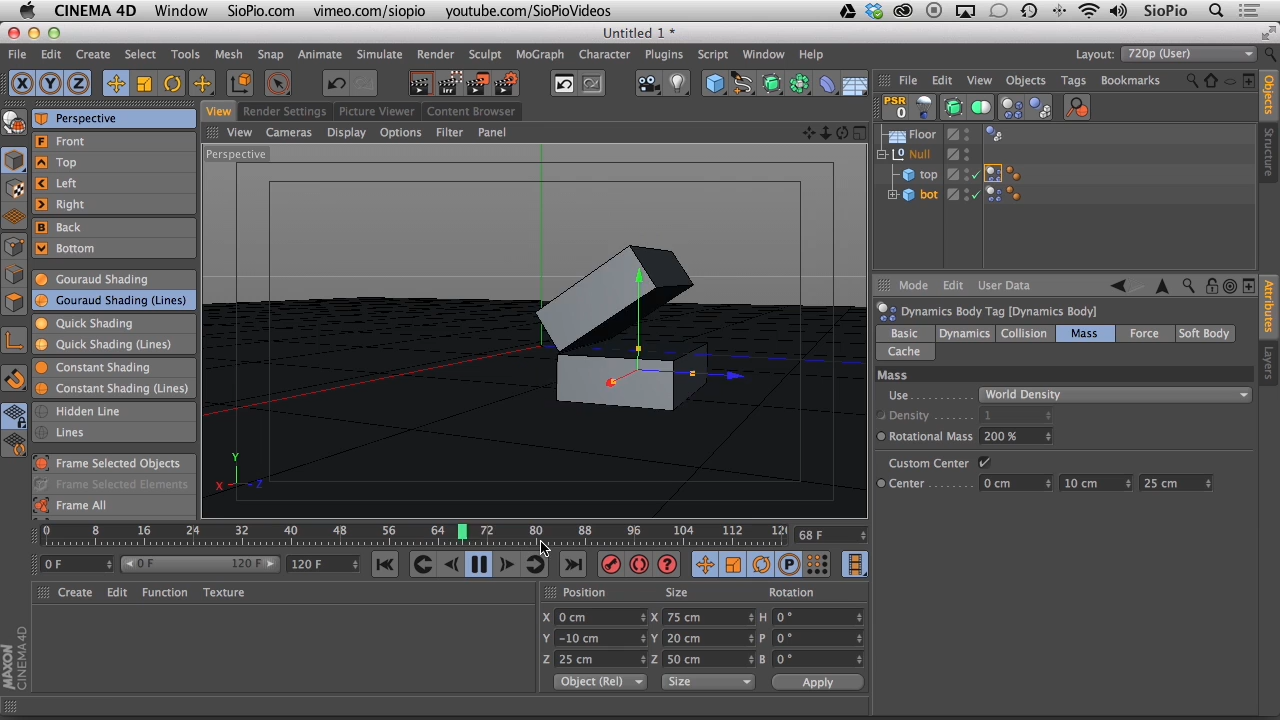 CINEMA 4D Window SioPio.com vimeo.com/siopio youtube.com/SioPioVideos SioPio
Untitled 1 *
File Edit Create Select Tools Mesh Snap Animate Simulate Render Sculpt MoGraph Character Plugins Script Window Help Layout: 720p (User)
X Y Z
File Edit View Objects Tags Bookmarks
PSR
0
View Render Settings Picture Viewer Content Browser
View Cameras Display Options Filter Panel
Perspective
Perspective
F Front
Top
Left
Right
B Back
Bottom
Gouraud Shading
Gouraud Shading (Lines)
Quick Shading
Quick Shading (Lines)
Constant Shading
Constant Shading (Lines)
Hidden Line
Lines
Frame Selected Objects
Frame Selected Elements
Frame All
Y
X Z
Floor
Null
top
bot
Objects
Structure
Mode Edit User Data
Dynamics Body Tag [Dynamics Body]
Basic Dynamics Collision Mass Force Soft Body
Cache
Mass
Use World Density
Density 1
Rotational Mass 200 %
Custom Center
Center 0 cm 10 cm 25 cm
Attributes
Layers
0 8 16 24 32 40 48 56 64 72 80 88 96 104 112 68 F
0 F 0 F 120 F 120 F P
Create Edit Function Texture
Position Size Rotation
X 0 cm X 75 cm H 0 °
Y -10 cm Y 20 cm P 0 °
Z 25 cm Z 50 cm B 0 °
Object (Rel) Size Apply
MAXON
CINEMA 4D